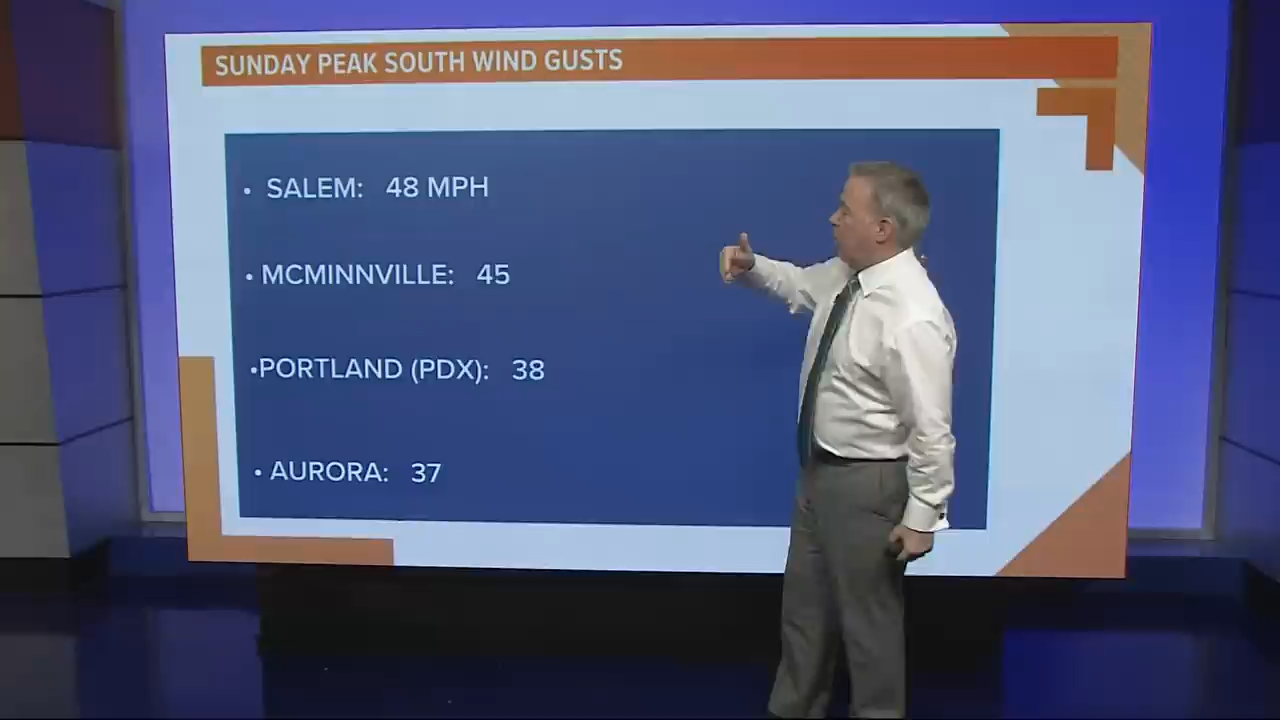 SUNDAY PEAK SOUTH WIND GUSTS
• SALEM: 48 MPH
• MCMINNVILLE: 45
•PORTLAND (PDX): 38
• AURORA: 37